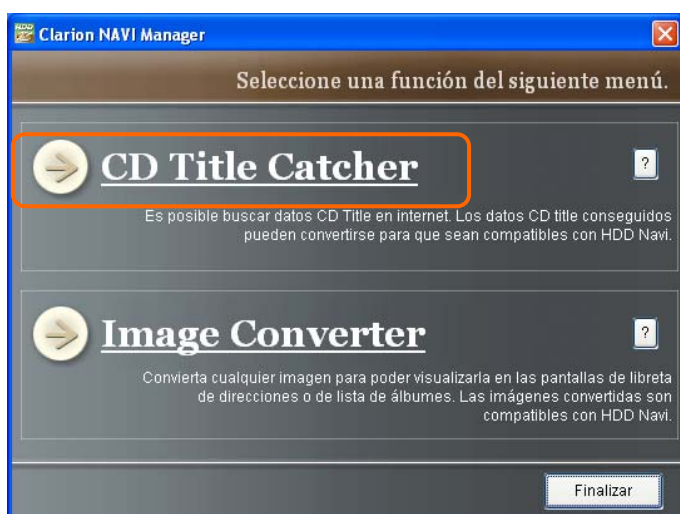 Clarion NAVI Manager
Seleccione una función del siguiente menú.
CD Title Catcher
?
Es posible buscar datos CD Title en internet. Los datos CD title conseguidos
pueden convertirse para que sean compatibles con HDD Navi.
Image Converter
?
Convierta cualquier imagen para poder visualizarla en las pantallas de libreta
de direcciones o de lista de álbumes. Las imágenes convertidas son
compatibles con HDD Navi.
Finalizar